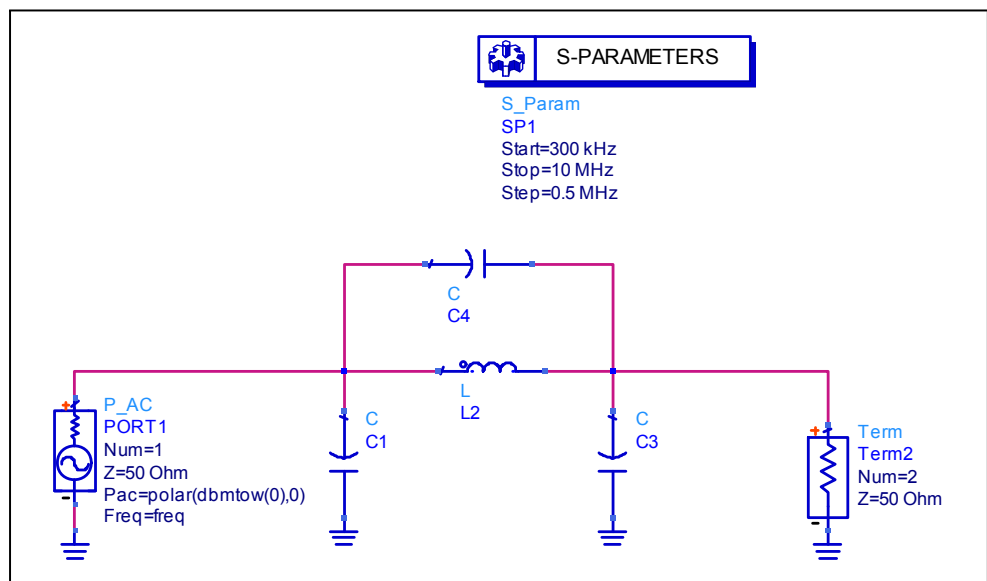 S-PARAMETERS
S_Param
SP1
Start=300 kHz
Stop=10 MHz
Step=0.5 MHz
C
C4
L
L2
C
C1
C
C3
+
P_AC
PORT1
Num=1
Z=50 Ohm
Pac=polar(dbmtow(0),0)
Freq=freq
-
+
Term
Term2
Num=2
Z=50 Ohm
-